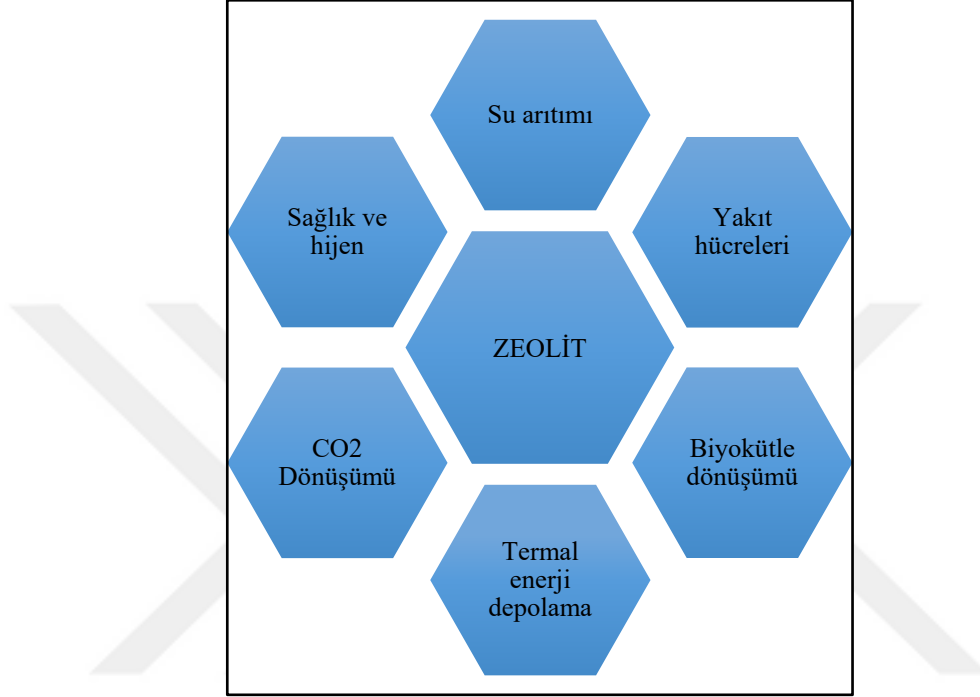 Su arıtımı
Sağlık ve
hijen
Yakıt
hücreleri
ZEOLİT
CO2
Dönüşümü
Biyokütle
dönüşümü
Termal
enerji
depolama